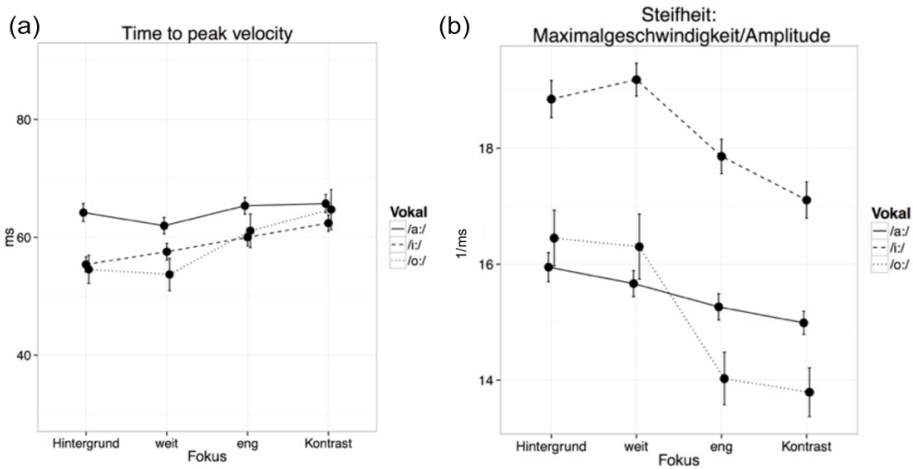 (a)
Time to peak velocity
80
60
40
ms
Hintergrund weit eng Kontrast
Fokus
Vokal
/a:/
/i:/
/o:/
(b)
Steifheit:
Maximalgeschwindigkeit/Amplitude
18
16
14
1/ms
Hintergrund weit eng Kontrast
Fokus
Vokal
/a:/
/i:/
/o:/